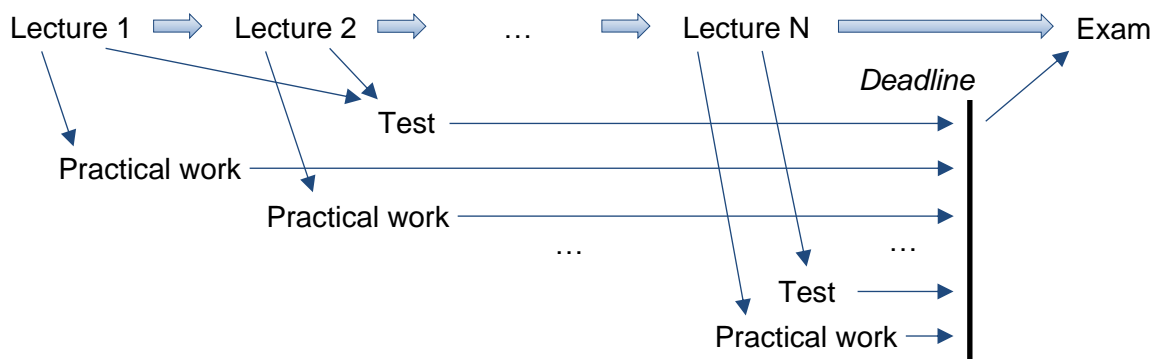 Lecture 1 Lecture 2 … Lecture N Exam
Deadline
Test
Practical work
Practical work
… …
Test
Practical work